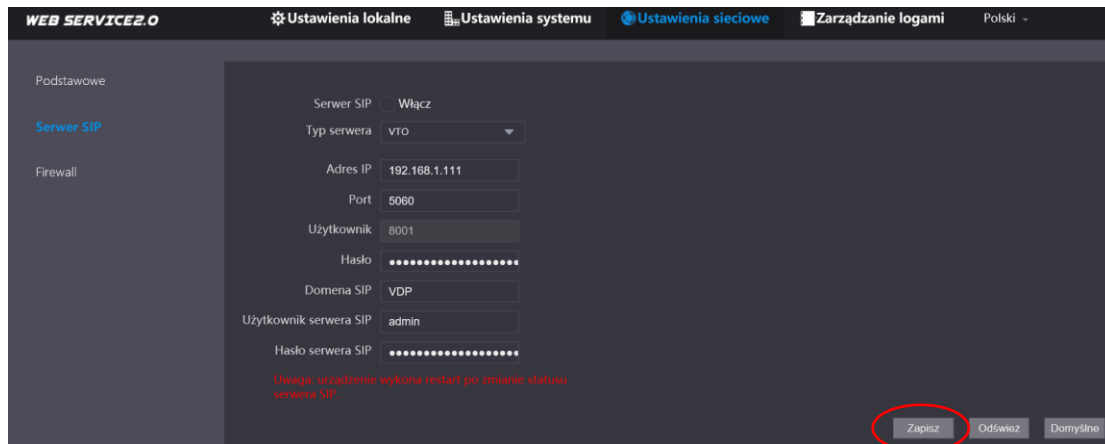 WEB SERVICE2.0 Ustawienia lokalne Ustawienia systemu Ustawienia sieciowe Zarządzanie logami Polski
Podstawowe
Serwer SIP
Firewall
Serwer SIP Włącz
Typ serwera VTO
Adres IP 192.168.1.111
Port 5060
Użytkownik 8001
Hasło ●●●●●●●●●●●●●●●●●●●
Domena SIP VDP
Użytkownik serwera SIP admin
Hasło serwera SIP ●●●●●●●●●●●●●●●●●●●
Uwaga: urządzenie wykona restart po zmianie statusu
serwera SIP.
Zapisz Odśwież Domyślne